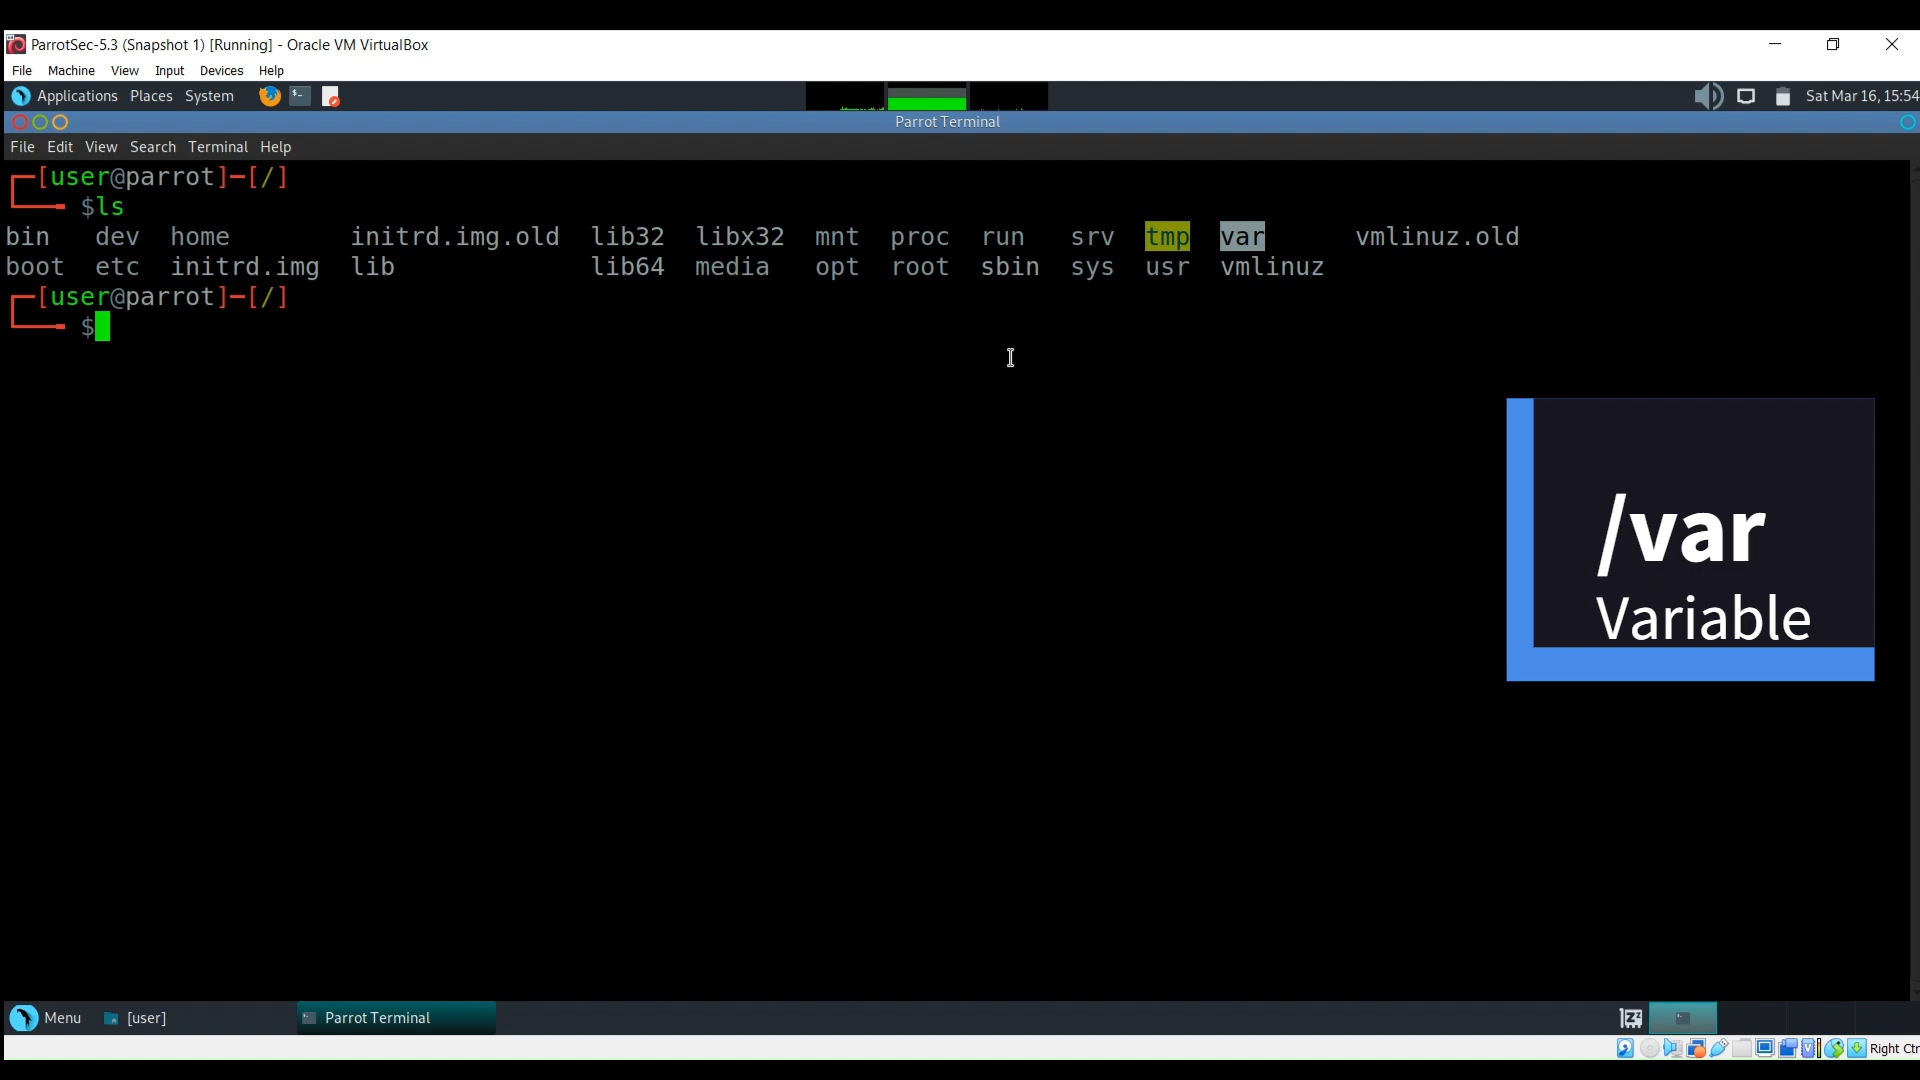 ParrotSec-5.3 (Snapshot 1) [Running] - Oracle VM VirtualBox
File Machine View Input Devices Help
Applications Places System Sat Mar 16, 15:54
Parrot Terminal
File Edit View Search Terminal Help
[user@parrot]-[/]
$ls
bin dev home initrd.img.old lib32 libx32 mnt proc run srv tmp var vmlinuz.old
boot etc initrd.img lib lib64 media opt root sbin sys usr vmlinuz
[user@parrot]-[/]
$
/var
Variable
Menu [user] Parrot Terminal
Right Ctr